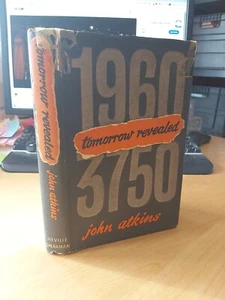 1960
tomorrow revealed
3750
john atkins
tomorrow revealed
john atkins
NEVILLE
SPEARMAN